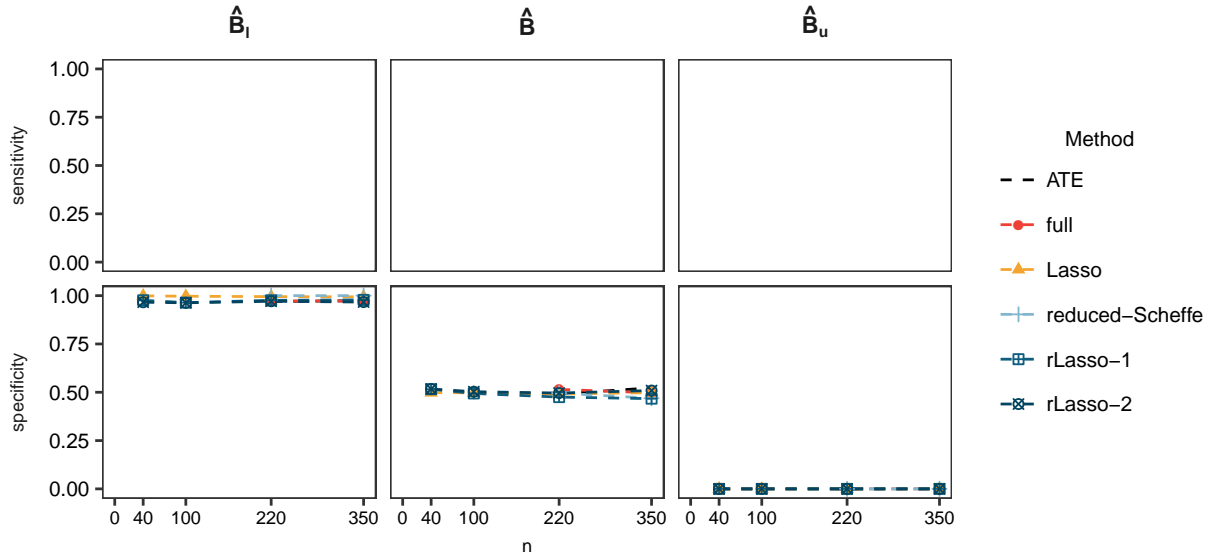 B̂ₗ B̂ B̂ᵤ
sensitivity
1.00
0.75
0.50
0.25
0.00
specificity
1.00
0.75
0.50
0.25
0.00
0 40 100 220 350 0 40 100 220 350 0 40 100 220 350
n
Method
ATE
full
Lasso
reduced−Scheffe
rLasso−1
rLasso−2